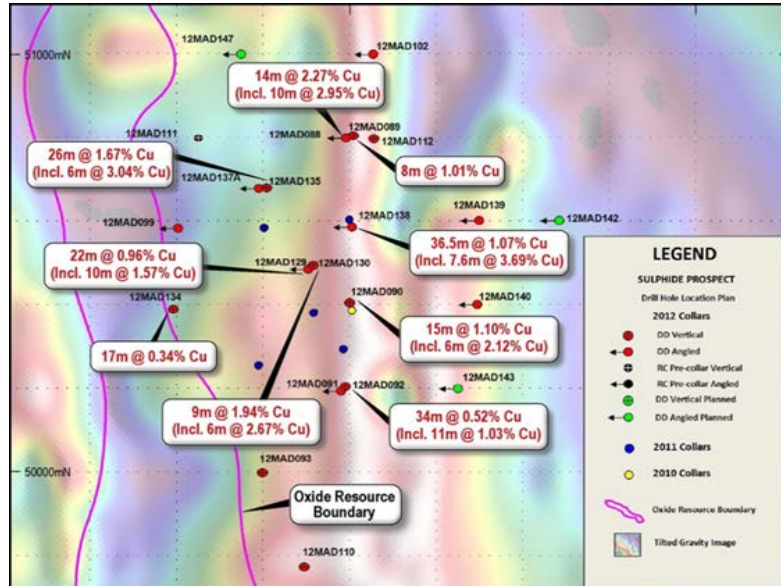 12MAD147
12MAD102
51000mN
14m @ 2.27% Cu
(Incl. 10m @ 2.95% Cu)
12MAD111
12MAD088
12MAD089
12MAD112
26m @ 1.67% Cu
(Incl. 6m @ 3.04% Cu)
8m @ 1.01% Cu
12MAD137A
12MAD135
12MAD099
12MAD138
12MAD139
12MAD142
22m @ 0.96% Cu
(Incl. 10m @ 1.57% Cu)
36.5m @ 1.07% Cu
(Incl. 7.6m @ 3.69% Cu)
12MAD129
12MAD130
12MAD134
12MAD090
12MAD140
17m @ 0.34% Cu
15m @ 1.10% Cu
(Incl. 6m @ 2.12% Cu)
12MAD091
12MAD092
12MAD143
9m @ 1.94% Cu
(Incl. 6m @ 2.67% Cu)
34m @ 0.52% Cu
(Incl. 11m @ 1.03% Cu)
12MAD093
50000mN
Oxide Resource
Boundary
12MAD110
LEGEND
SULPHIDE PROSPECT
Drill Hole Location Plan
2012 Collars
DD Vertical
DD Angled
RC Pre-collar Vertical
RC Pre-collar Angled
DD Vertical Planned
DD Angled Planned
2011 Collars
2010 Collars
Oxide Resource Boundary
Tilted Gravity Image